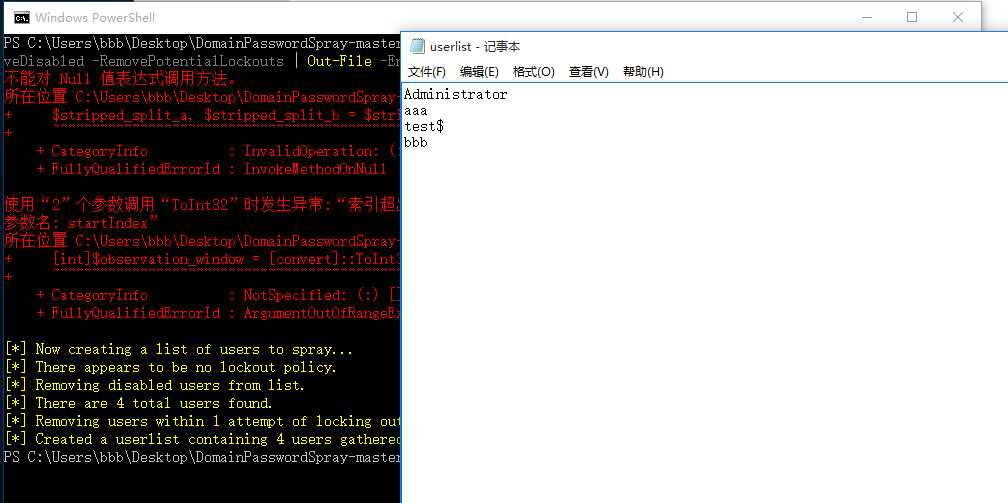 Windows PowerShell
PS C:\Users\bbb\Desktop\DomainPasswordSpray-master
veDisabled -RemovePotentialLockouts | Out-File -En
不能对 Null 值表达式调用方法。
所在位置 C:\Users\bbb\Desktop\DomainPasswordSpray-
+     $stripped_split_a, $stripped_split_b = $stri
+     ~~~~~~~~~~~~~~~~~~~~~~~~~~~~~~~~~~~~~~~~~~~~
    + CategoryInfo          : InvalidOperation: (:
    + FullyQualifiedErrorId : InvokeMethodOnNull
使用“2”个参数调用“ToInt32”时发生异常:“索引超出
参数名: startIndex”
所在位置 C:\Users\bbb\Desktop\DomainPasswordSpray-
+     [int]$observation_window = [convert]::ToInt3
+     ~~~~~~~~~~~~~~~~~~~~~~~~~~~~~~~~~~~~~~~~~~~~
    + CategoryInfo          : NotSpecified: (:) []
    + FullyQualifiedErrorId : ArgumentOutOfRangeEx
[*] Now creating a list of users to spray...
[*] There appears to be no lockout policy.
[*] Removing disabled users from list.
[*] There are 4 total users found.
[*] Removing users within 1 attempt of locking out
[*] Created a userlist containing 4 users gathered
PS C:\Users\bbb\Desktop\DomainPasswordSpray-master
userlist - 记事本
文件(F) 编辑(E) 格式(O) 查看(V) 帮助(H)
Administrator
aaa
test$
bbb